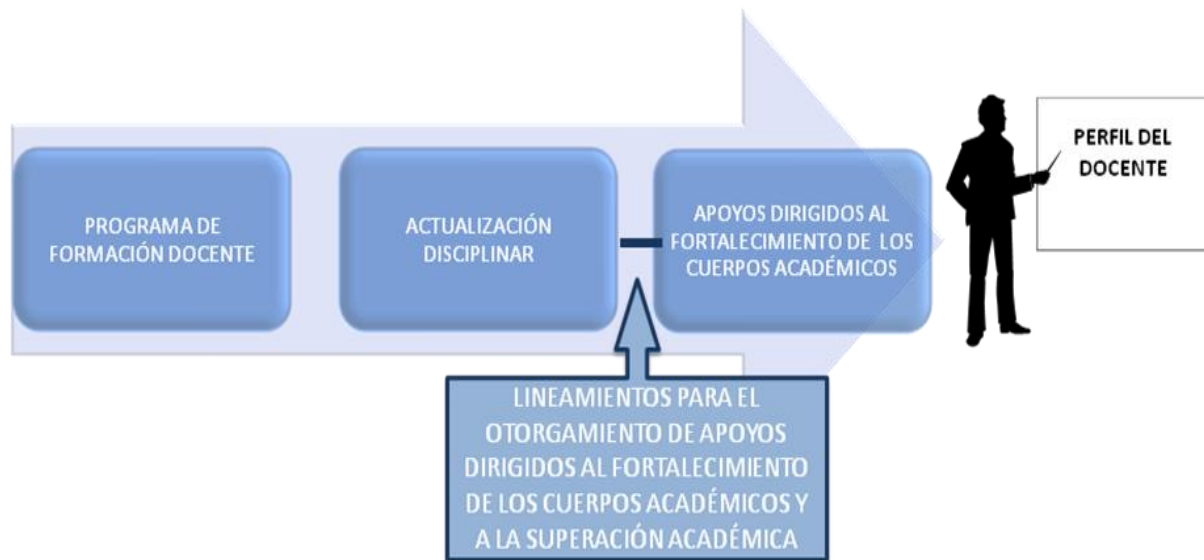 PROGRAMA DE
FORMACIÓN DOCENTE
ACTUALIZACIÓN
DISCIPLINAR
APOYOS DIRIGIDOS AL
FORTALECIMIENTO DE LOS
CUERPOS ACADÉMICOS
PERFIL DEL
DOCENTE
LINEAMIENTOS PARA EL
OTORGAMIENTO DE APOYOS
DIRIGIDOS AL FORTALECIMIENTO
DE LOS CUERPOS ACADÉMICOS Y
A LA SUPERACIÓN ACADÉMICA